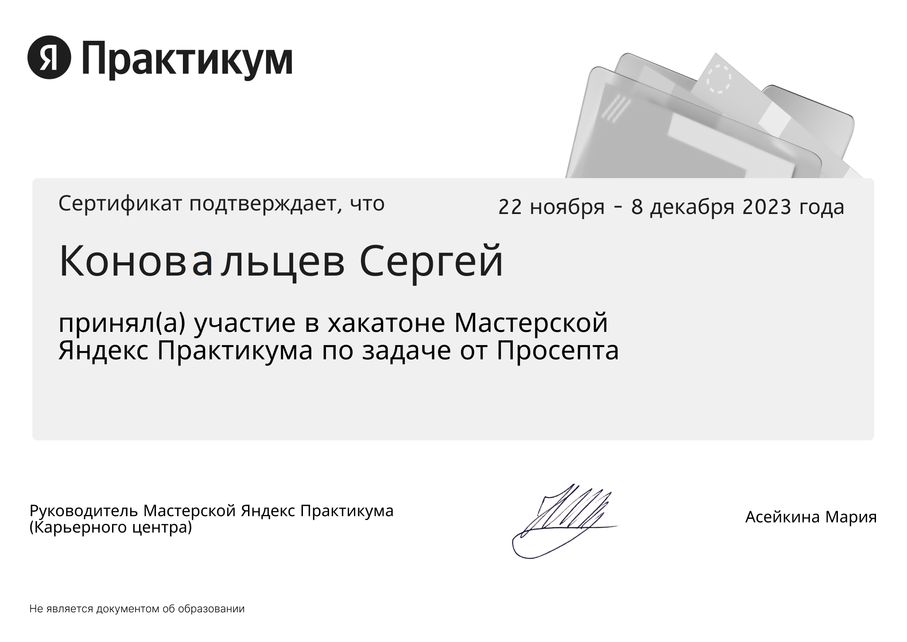 Я Практикум
Сертификат подтверждает, что
22 ноября - 8 декабря 2023 года
Коновальцев Сергей
принял(а) участие в хакатоне Мастерской
Яндекс Практикума по задаче от Просепта
Руководитель Мастерской Яндекс Практикума
(Карьерного центра)
Асейкина Мария
Не является документом об образовании